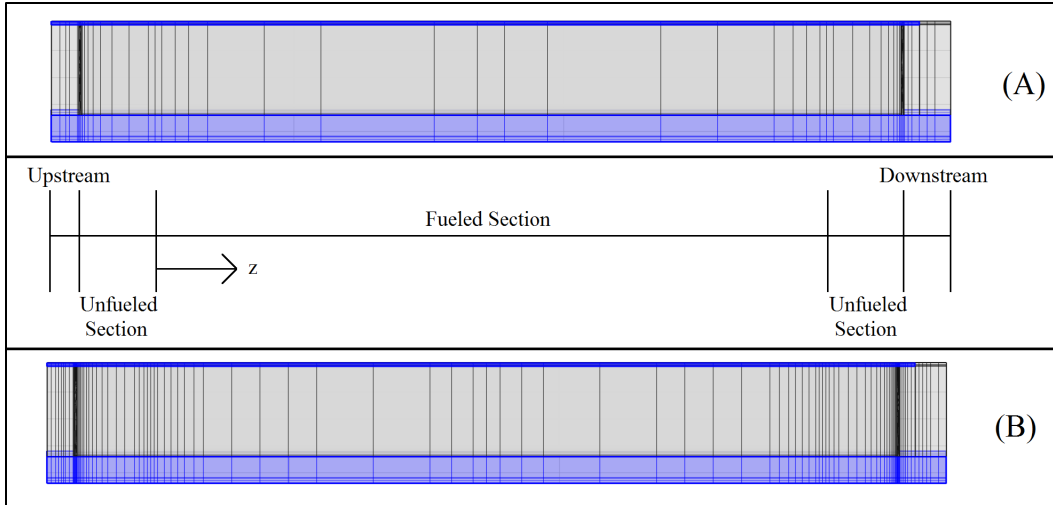 (A)
Upstream
Downstream
Fueled Section
z
Unfueled
Section
Unfueled
Section
(B)